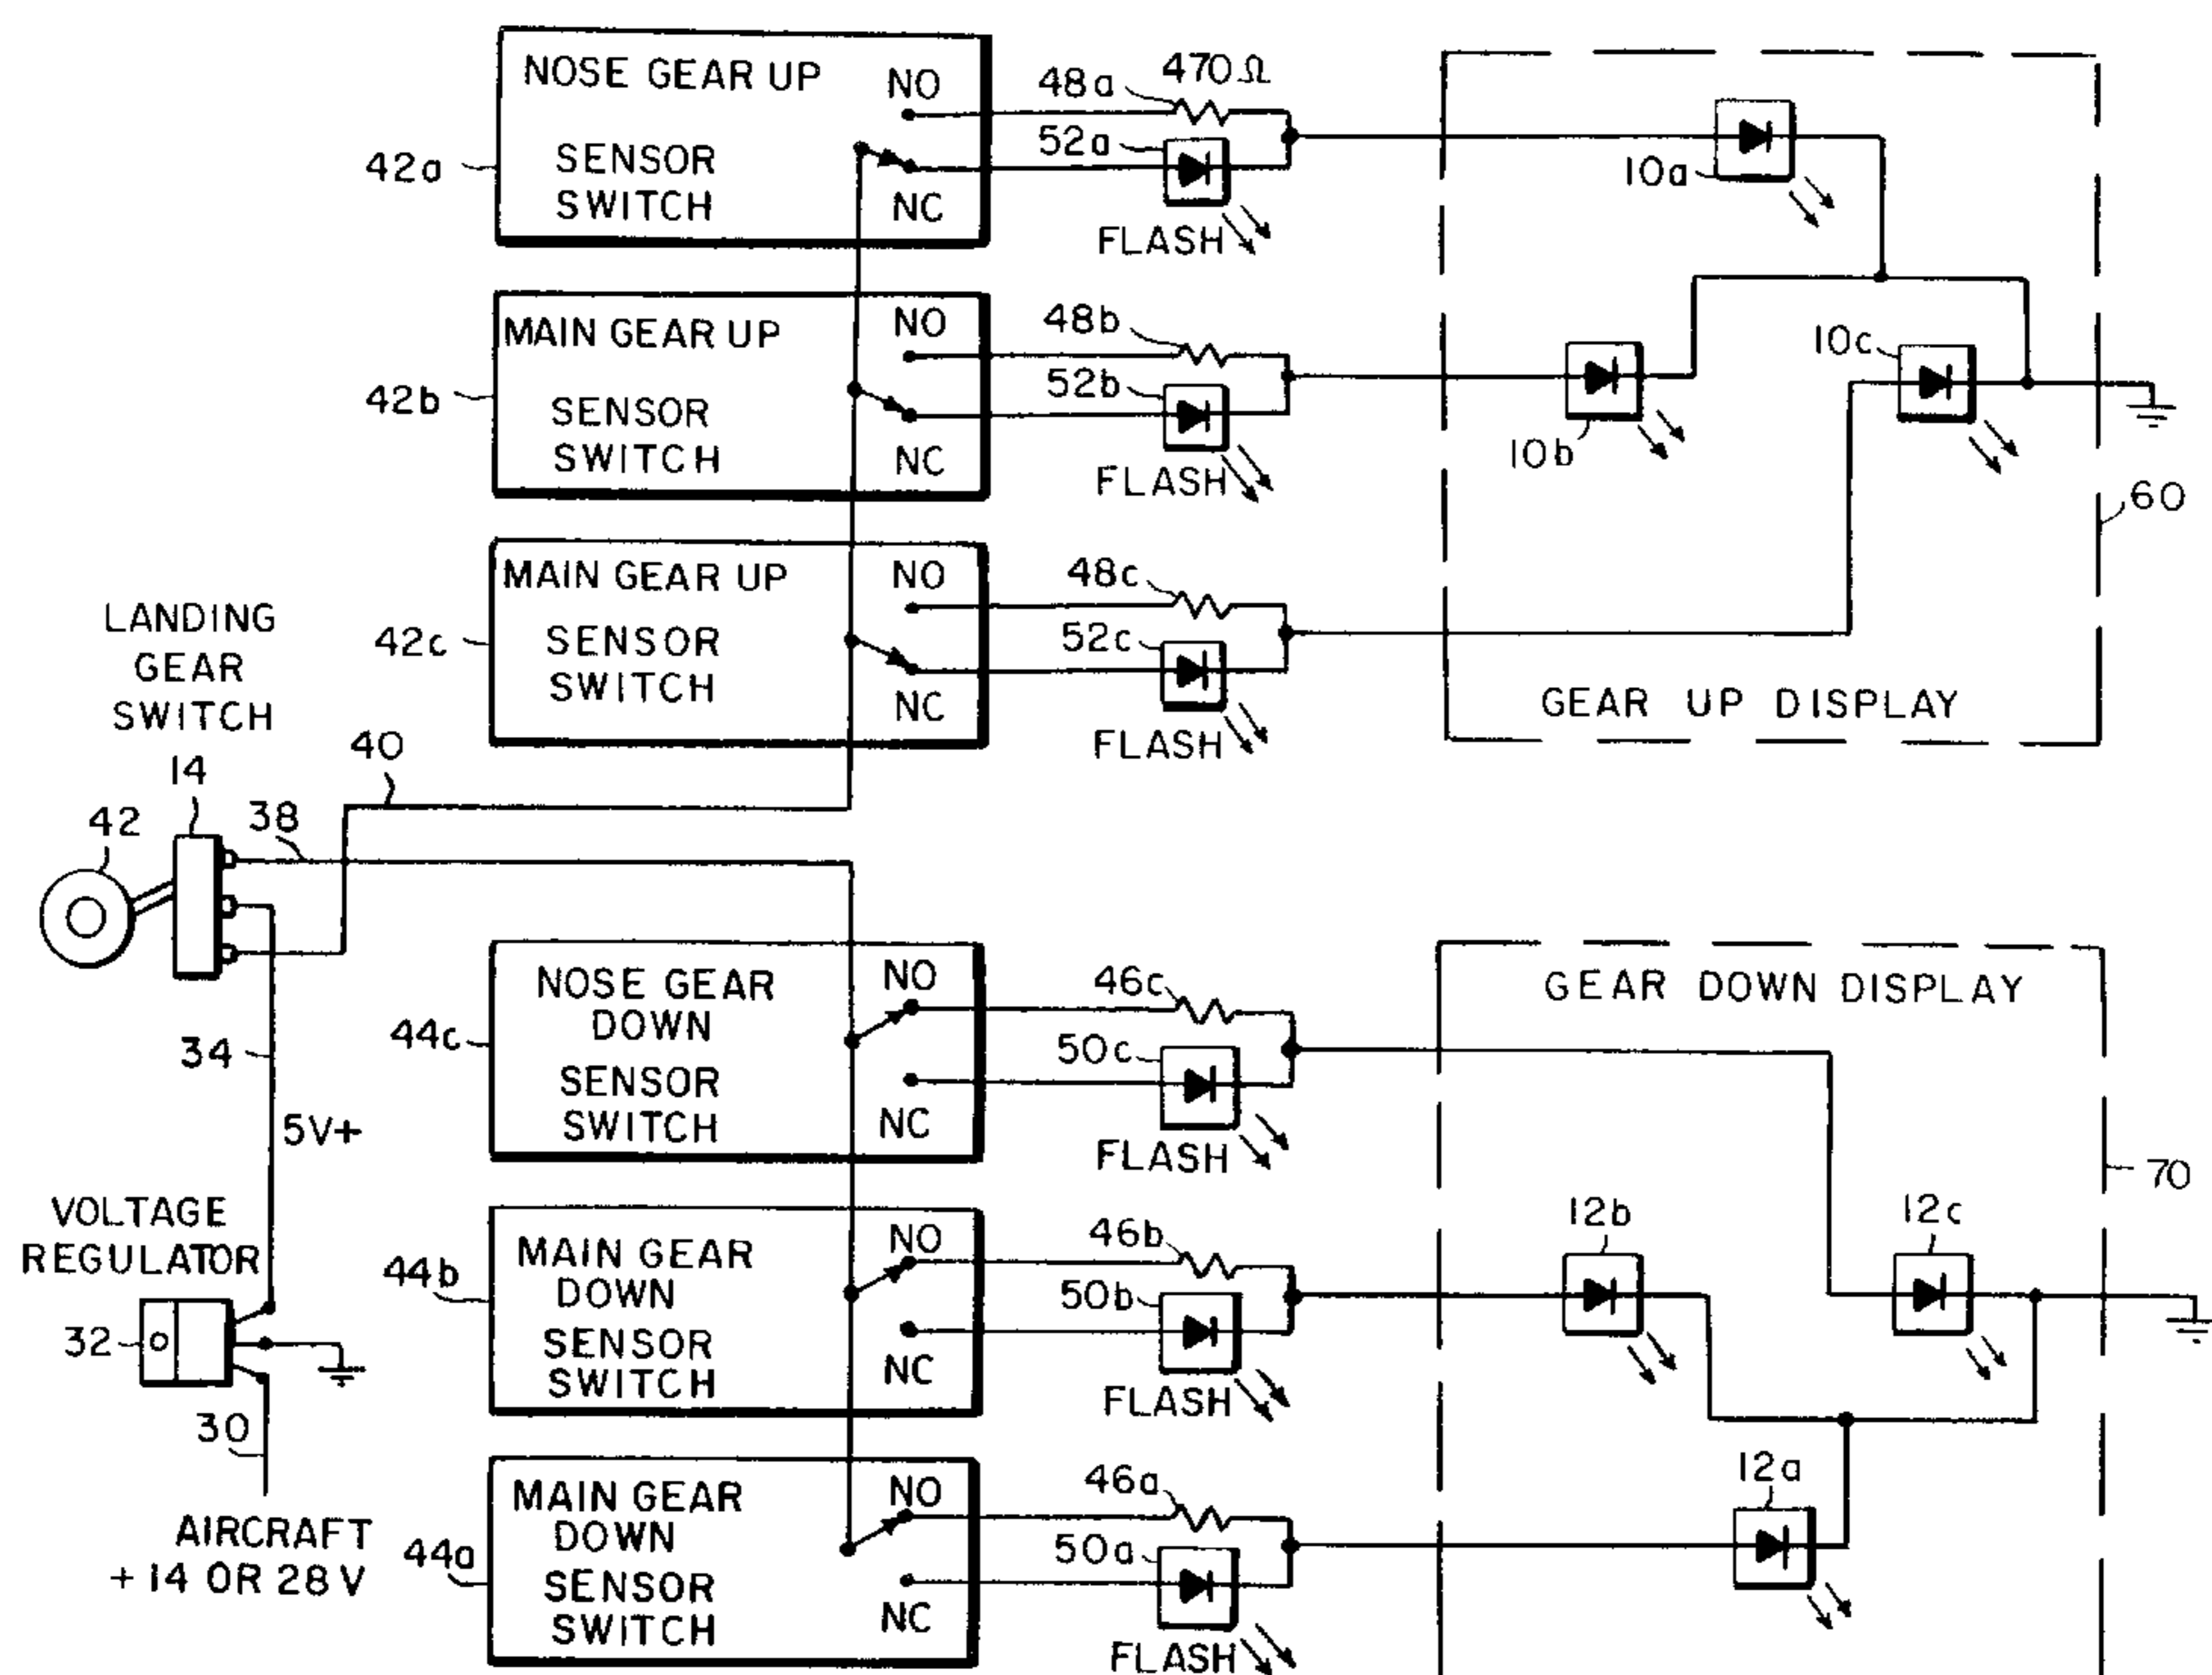 NOSE GEAR UP
SENSOR
SWITCH
NO
NC
42a
48a
470Ω
52a
FLASH
10a
MAIN GEAR UP
SENSOR
SWITCH
NO
NC
42b
48b
52b
FLASH
10b
10c
60
MAIN GEAR UP
SENSOR
SWITCH
NO
NC
42c
48c
52c
FLASH
GEAR UP DISPLAY
LANDING
GEAR
SWITCH
14
40
42
38
34
5V+
NOSE GEAR
DOWN
SENSOR
SWITCH
NO
NC
44c
46c
50c
FLASH
GEAR DOWN DISPLAY
70
VOLTAGE
REGULATOR
32
30
AIRCRAFT
+14 OR 28 V
MAIN GEAR
DOWN
SENSOR
SWITCH
NO
NC
44b
46b
50b
FLASH
12b
12c
MAIN GEAR
DOWN
SENSOR
SWITCH
NO
NC
44a
46a
50a
FLASH
12a